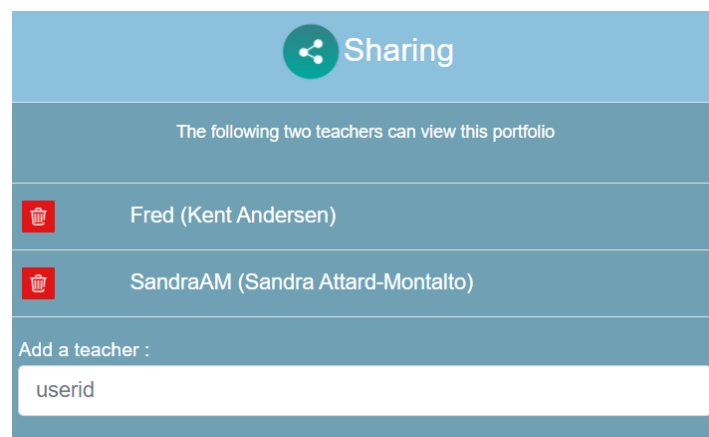 Sharing
The following two teachers can view this portfolio
Fred (Kent Andersen)
SandraAM (Sandra Attard-Montalto)
Add a teacher :
userid